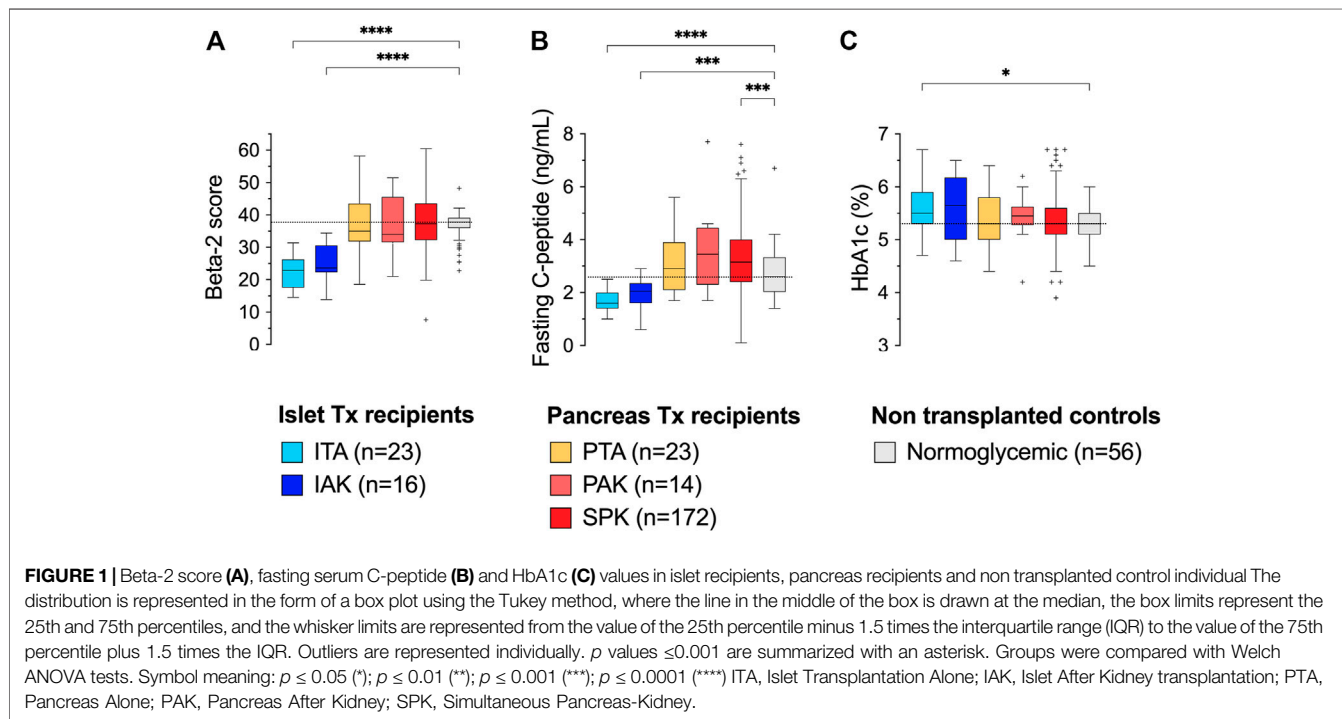 A
****
****
Beta-2 score
60
50
40
30
20
10
0
B
****
***
***
Fasting C-peptide (ng/mL)
8
6
4
2
0
C
*
HbA1c (%)
7
6
5
4
3
Islet Tx recipients
ITA (n=23)
IAK (n=16)
Pancreas Tx recipients
PTA (n=23)
PAK (n=14)
SPK (n=172)
Non transplanted controls
Normoglycemic (n=56)
FIGURE 1 | Beta-2 score (A), fasting serum C-peptide (B) and HbA1c (C) values in islet recipients, pancreas recipients and non transplanted control individual The
distribution is represented in the form of a box plot using the Tukey method, where the line in the middle of the box is drawn at the median, the box limits represent the
25th and 75th percentiles, and the whisker limits are represented from the value of the 25th percentile minus 1.5 times the interquartile range (IQR) to the value of the 75th
percentile plus 1.5 times the IQR. Outliers are represented individually. p values ≤0.001 are summarized with an asterisk. Groups were compared with Welch
ANOVA tests. Symbol meaning: p ≤ 0.05 (*); p ≤ 0.01 (**); p ≤ 0.001 (***); p ≤ 0.0001 (****) ITA, Islet Transplantation Alone; IAK, Islet After Kidney transplantation; PTA,
Pancreas Alone; PAK, Pancreas After Kidney; SPK, Simultaneous Pancreas-Kidney.